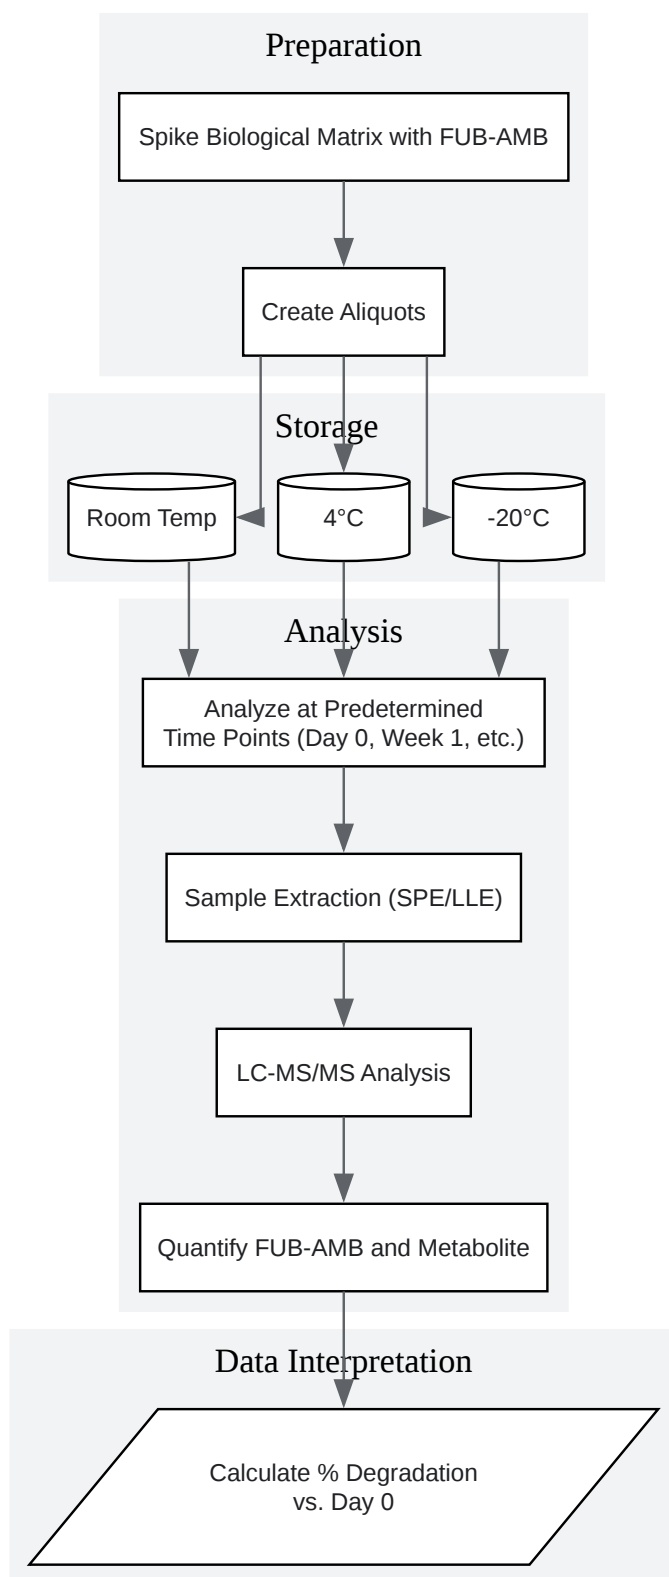 Preparation
Spike Biological Matrix with FUB-AMB
Create Aliquots
Storage
Room Temp
4°C
-20°C
Analysis
Analyze at Predetermined
Time Points (Day 0, Week 1, etc.)
Sample Extraction (SPE/LLE)
LC-MS/MS Analysis
Quantify FUB-AMB and Metabolite
Data Interpretation
Calculate % Degradation
vs. Day 0